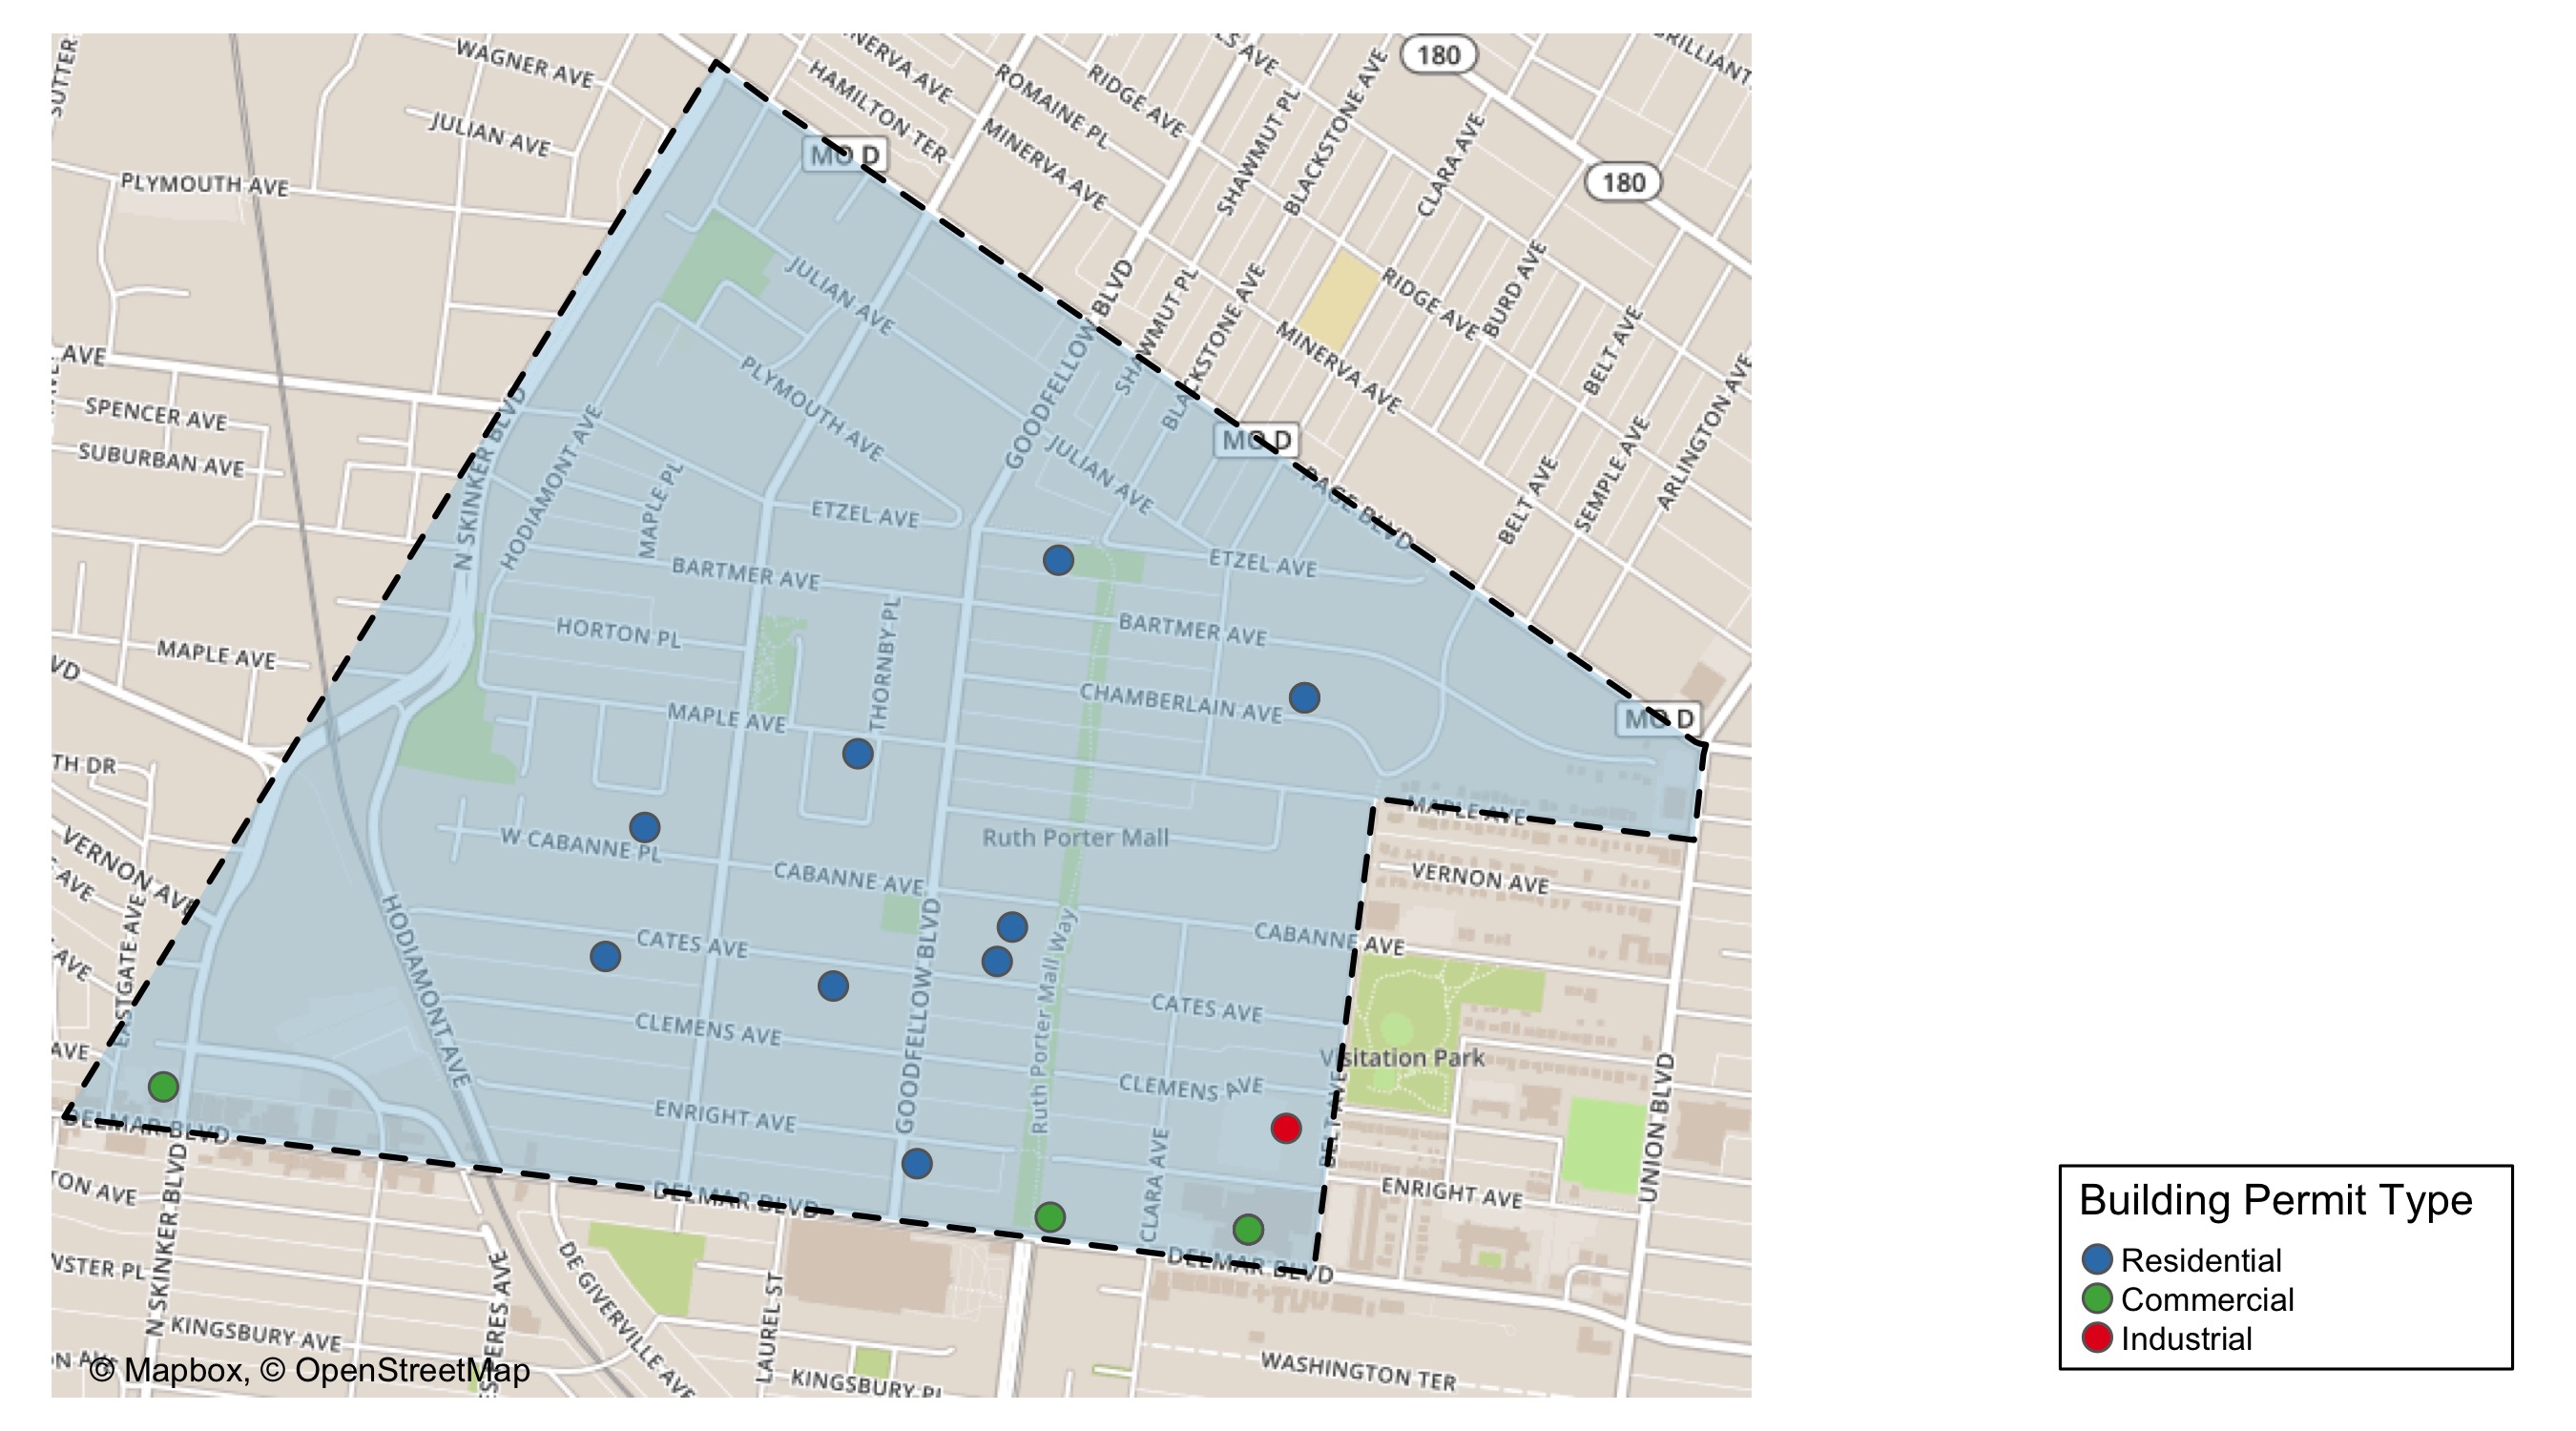 SUTTER
WAGNER AVE
JULIAN AVE
PLYMOUTH AVE
HAMILTON TER
MINERVA AVE
ROMAINE PL
RIDGE AVE
MINERVA AVE
SHAWMUT PL
BLACKSTONE AVE
CLARA AVE
180
180
BRILLIANT
MO D
JULIAN AVE
GOODFELLOW BLVD
SHAWMUT PL
BLACKSTONE AVE
RIDGE AVE
BURD AVE
MINERVA AVE
BELT AVE
ARLINGTON AVE
AVE
SPENCER AVE
SUBURBAN AVE
N SKINKER BLVD
HODIAMONT AVE
MAPLE PL
PLYMOUTH AVE
ETZEL AVE
JULIAN AVE
MO D
PAGE BLVD
BELT AVE
SEMPLE AVE
BARTMER AVE
ETZEL AVE
HORTON PL
THORNBY PL
BARTMER AVE
MAPLE AVE
VD
MAPLE AVE
CHAMBERLAIN AVE
MO D
TH DR
MAPLE AVE
VERNON AVE
W CABANNE PL
Ruth Porter Mall
CABANNE AVE
VERNON AVE
AVE
EASTGATE AVE
HODIAMONT AVE
CATES AVE
GOODFELLOW BLVD
Ruth Porter Mall Way
CABANNE AVE
AVE
CLEMENS AVE
CATES AVE
Visitation Park
AVE
CLEMENS AVE
BELT AVE
UNION BLVD
DELMAR BLVD
ENRIGHT AVE
CLARA AVE
TON AVE
N SKINKER BLVD
DELMAR BLVD
ENRIGHT AVE
NSTER PL
DE GIVERVILLE AVE
LAUREL ST
DELMAR BLVD
KINGSBURY AVE
ERES AVE
WASHINGTON TER
KINGSBURY PL
© Mapbox, © OpenStreetMap
Building Permit Type
Residential
Commercial
Industrial